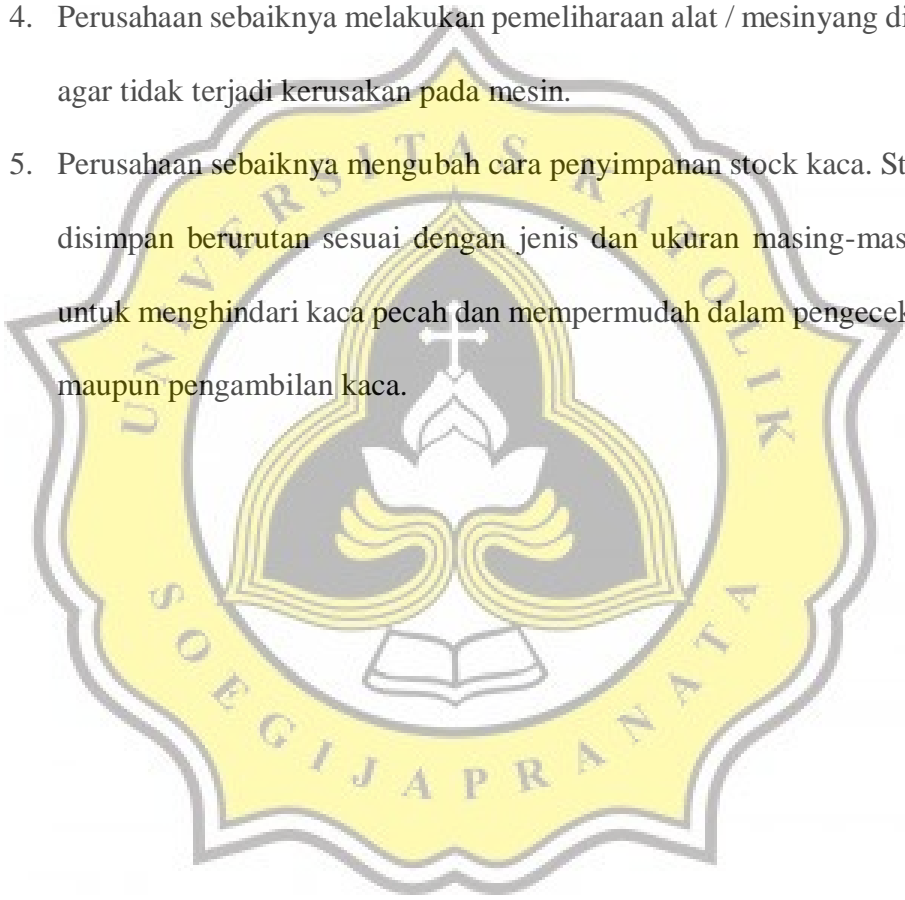 4. Perusahaan sebaiknya melakukan pemeliharaan alat / mesinyang di
agar tidak terjadi kerusakan pada mesin.
5. Perusahaan sebaiknya mengubah cara penyimpanan stock kaca. St
disimpan berurutan sesuai dengan jenis dan ukuran masing-mas
untuk menghindari kaca pecah dan mempermudah dalam pengecek
maupun pengambilan kaca.
UNIVERSITAS KATOLIK
SOEGIJAPRANATA